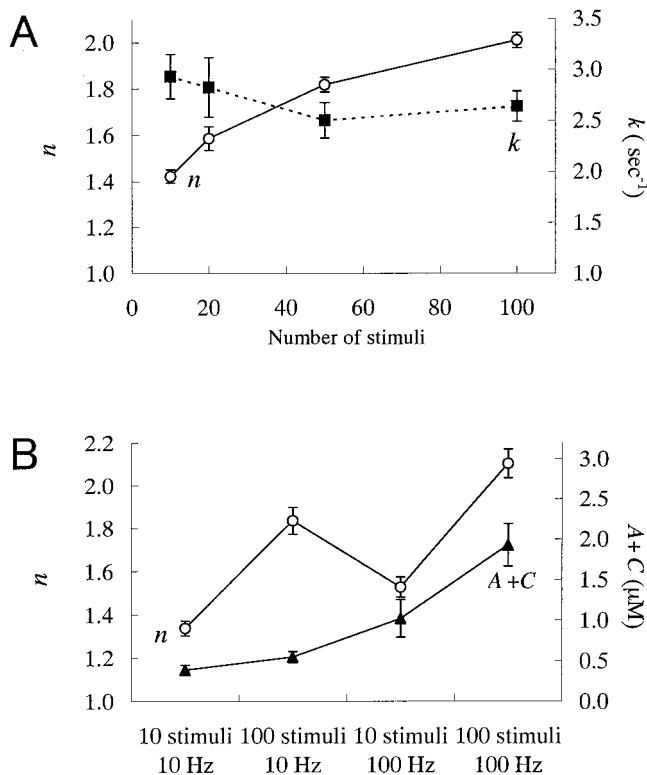 A
2.0
1.8
1.6
1.4
1.2
1.0
n
3.5
3.0
2.5
2.0
1.5
1.0
k ( sec-1)
n
k
0 20 40 60 80 100
Number of stimuli
B
2.2
2.0
1.8
1.6
1.4
1.2
1.0
n
3.0
2.5
2.0
1.5
1.0
0.5
0.0
A+C (μM)
n
A+C
10 stimuli 100 stimuli 10 stimuli 100 stimuli
10 Hz 10 Hz 100 Hz 100 Hz